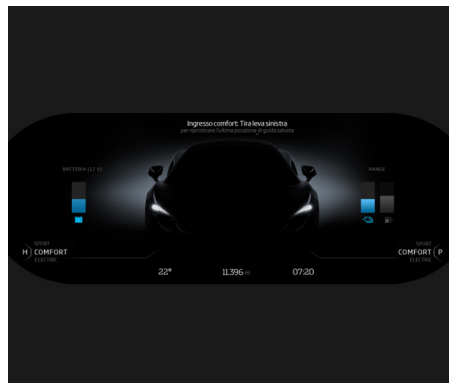 Ingresso comfort: Tira leva sinistra
per ripristinare l'ultima posizione di guida salvata
BATTERIA (12 V)
RANGE
SPORT
H) COMFORT
ELECTRIC
SPORT
COMFORT (P
ELECTRIC
22°
11.396 mi
07:20